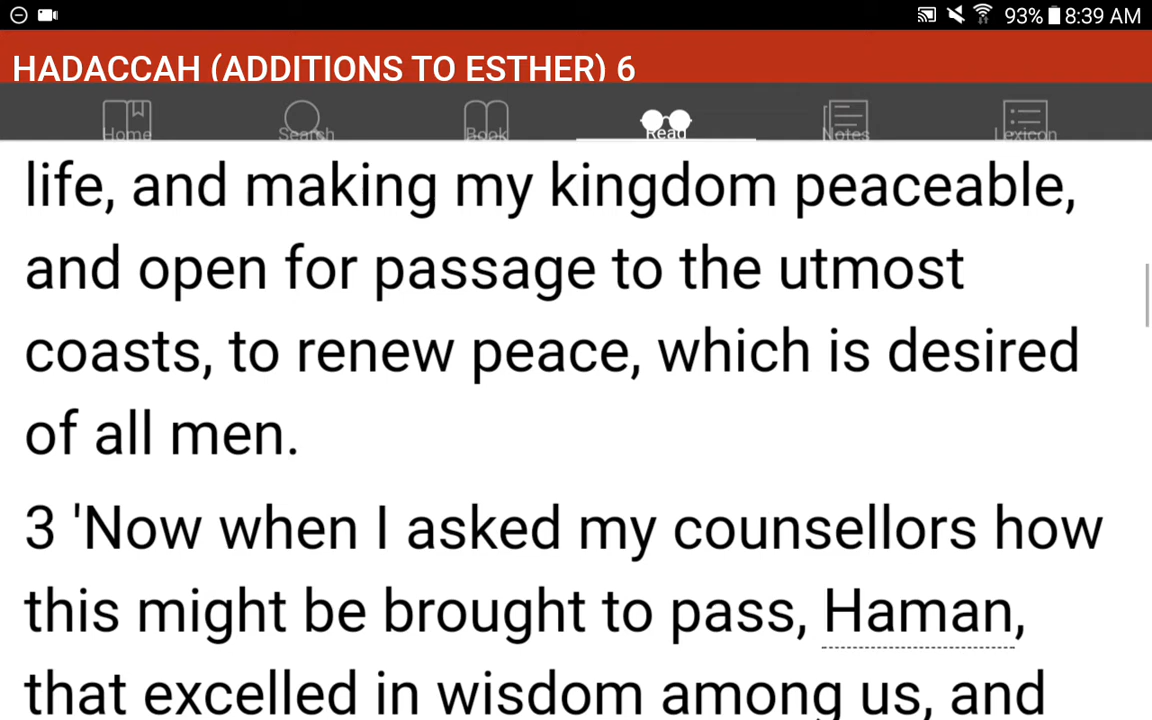 93% 8:39 AM
HADACCAH (ADDITIONS TO ESTHER) 6
Home Search Book Read Notes Lexicon
life, and making my kingdom peaceable,
and open for passage to the utmost
coasts, to renew peace, which is desired
of all men.
3 'Now when I asked my counsellors how
this might be brought to pass, Haman,
that excelled in wisdom among us, and